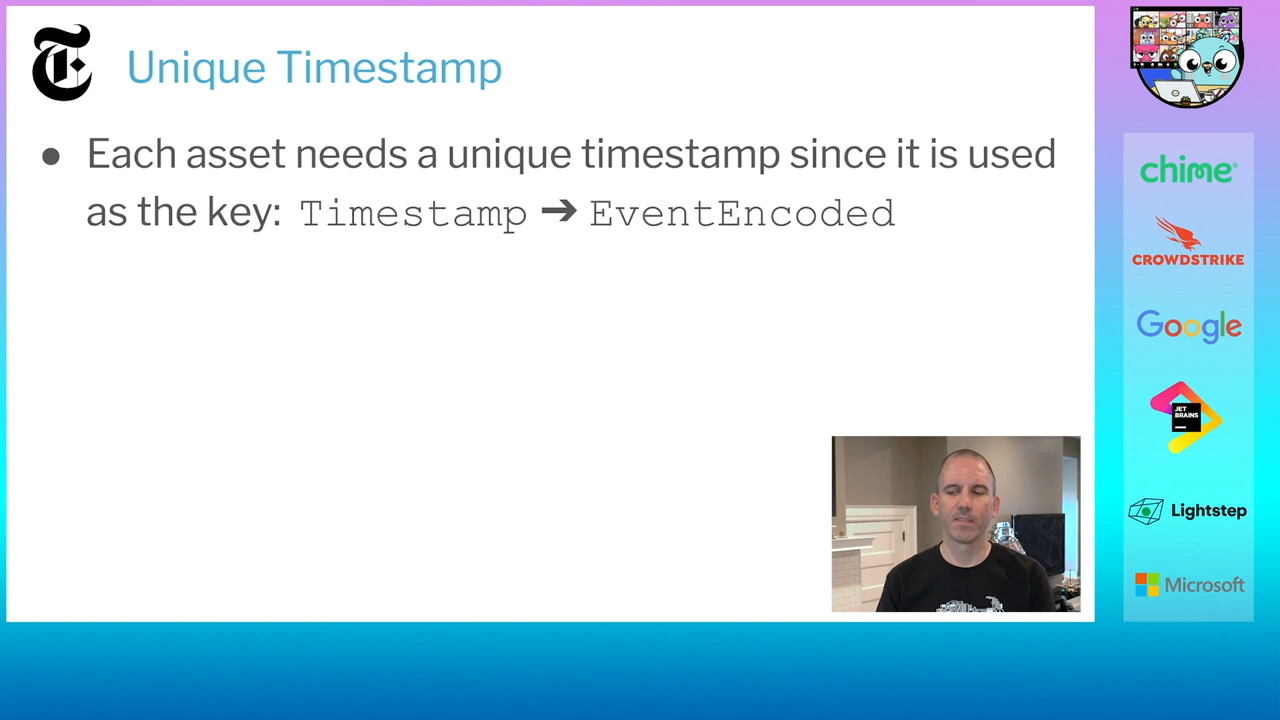 Unique Timestamp
● Each asset needs a unique timestamp since it is used
as the key: Timestamp ➔ EventEncoded
chime®
CROWDSTRIKE
Google
JET
BRAINS
Lightstep
Microsoft